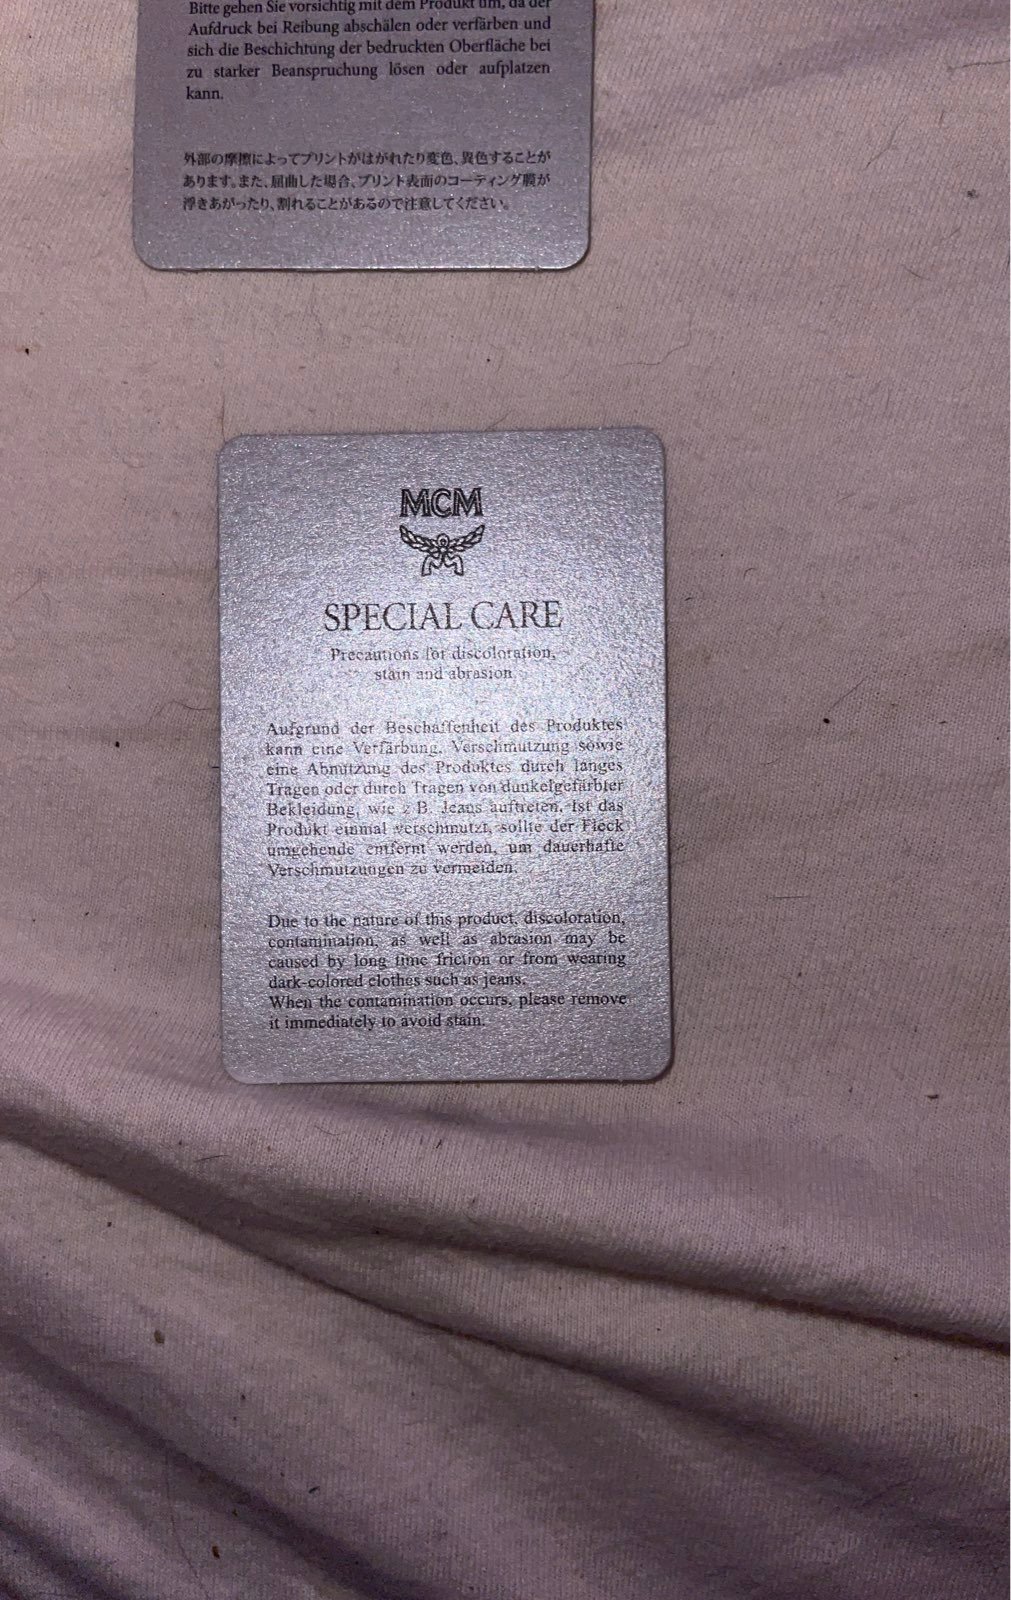 Bitte gehen Sie vorsichtig mit dem Produkt um, da der
Aufdruck bei Reibung abschälen oder verfärben und
sich die Beschichtung der bedruckten Oberfläche bei
zu starker Beanspruchung lösen oder aufplatzen
kann.
外部の摩擦によってプリントがはがれたり変色、異色することが
あります。また、屈曲した場合、プリント表面のコーティング膜が
浮きあがったり、割れることがあるので注意してください。
MCM
SPECIAL CARE
Precautions for discoloration,
stain and abrasion
Aufgrund der Beschaffenheit des Produktes
kann eine Verfärbung, Verschmutzung sowie
eine Abnutzung des Produktes durch langes
Tragen oder durch Tragen von dunkelgefärbter
Bekleidung, wie z.B. Jeans auftreten. Ist das
Produkt einmal verschmutzt, sollte der Fleck
umgehende entfernt werden, um dauerhafte
Verschmutzungen zu vermeiden.
Due to the nature of this product, discoloration,
contamination, as well as abrasion may be
caused by long time friction or from wearing
dark-colored clothes such as jeans.
When the contamination occurs, please remove
it immediately to avoid stain.